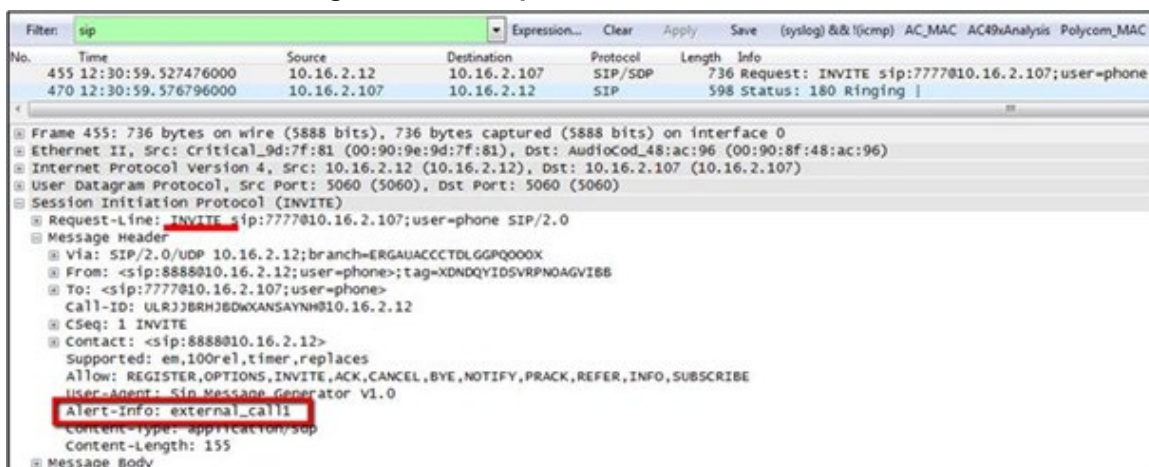 Filter: sip Expression... Clear Apply Save (syslog) && !(icmp) AC_MAC AC49xAnalysis Polycom_MAC
No. Time Source Destination Protocol Length Info
455 12:30:59.527476000 10.16.2.12 10.16.2.107 SIP/SDP 736 Request: INVITE sip:7777@10.16.2.107;user=phone
470 12:30:59.576796000 10.16.2.107 10.16.2.12 SIP 598 Status: 180 Ringing |
Frame 455: 736 bytes on wire (5888 bits), 736 bytes captured (5888 bits) on interface 0
Ethernet II, Src: Critical_9d:7f:81 (00:90:9e:9d:7f:81), Dst: AudioCod_48:ac:96 (00:90:8f:48:ac:96)
Internet Protocol Version 4, Src: 10.16.2.12 (10.16.2.12), Dst: 10.16.2.107 (10.16.2.107)
User Datagram Protocol, Src Port: 5060 (5060), Dst Port: 5060 (5060)
Session Initiation Protocol (INVITE)
Request-Line: INVITE sip:7777@10.16.2.107;user=phone SIP/2.0
Message Header
Via: SIP/2.0/UDP 10.16.2.12;branch=ERGAUACCCTDLGGPQOOOX
From: <sip:8888@10.16.2.12;user=phone>;tag=XDNDQYIDSVRPNOAGVIBB
To: <sip:7777@10.16.2.107;user=phone>
Call-ID: ULRJJBRHJBDWXANSAYNH@10.16.2.12
CSeq: 1 INVITE
Contact: <sip:8888@10.16.2.12>
Supported: em,100rel,timer,replaces
Allow: REGISTER,OPTIONS,INVITE,ACK,CANCEL,BYE,NOTIFY,PRACK,REFER,INFO,SUBSCRIBE
User-Agent: Sip Message Generator V1.0
Alert-Info: external_call1
Content-Type: application/sdp
Content-Length: 155
Message Body